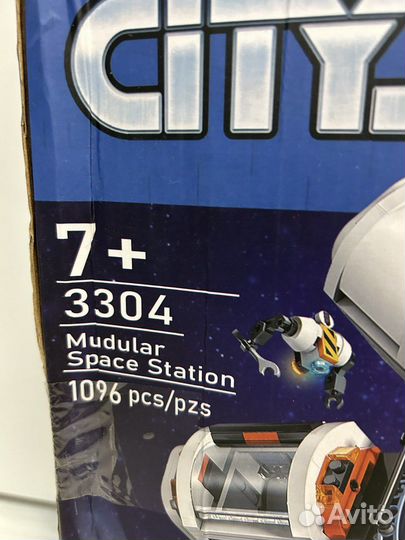 CITY
7+
3304
Mudular
Space Station
1096 pcs/pzs
Avito